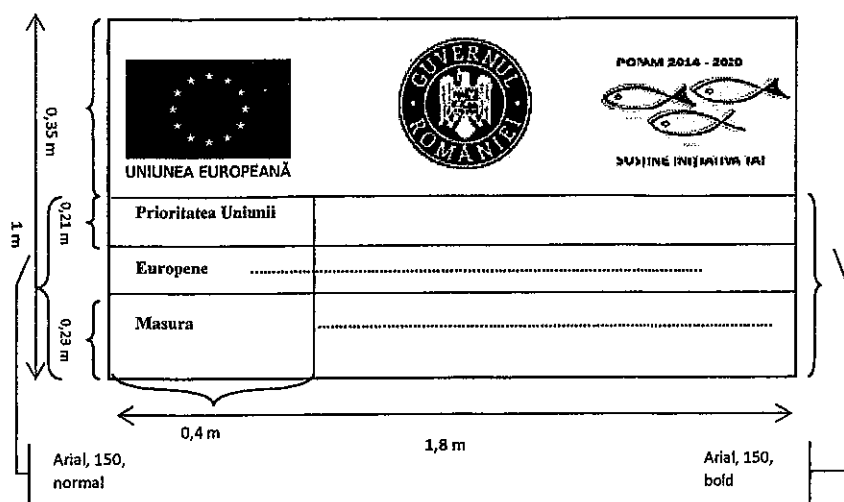 POPAM 2014 - 2020
GUVERNUL ROMÂNIEI
UNIUNEA EUROPEANĂ
SUSȚINE INIȚIATIVA TA!
0,35 m
1 m
0,21 m
0,23 m
Prioritatea Uniunii
Europene ..........
Masura ..........
0,4 m
1,8 m
Arial, 150,
normal
Arial, 150,
bold